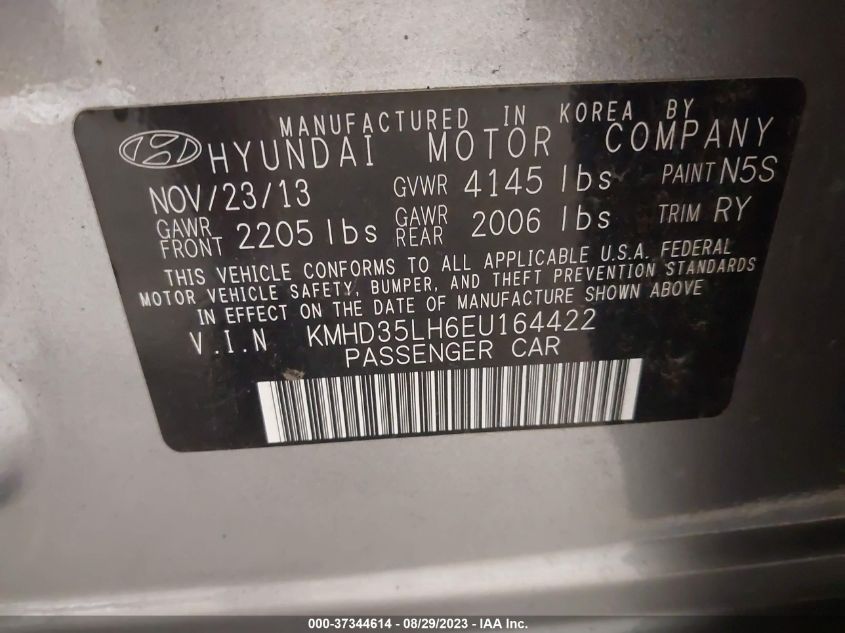 MANUFACTURED IN KOREA BY
HYUNDAI MOTOR COMPANY
NOV/23/13 GVWR 4145 lbs PAINT N5S
GAWR FRONT 2205 lbs GAWR REAR 2006 lbs TRIM RY
THIS VEHICLE CONFORMS TO ALL APPLICABLE U.S.A. FEDERAL
MOTOR VEHICLE SAFETY, BUMPER, AND THEFT PREVENTION STANDARDS
IN EFFECT ON THE DATE OF MANUFACTURE SHOWN ABOVE
V.I.N KMHD35LH6EU164422
PASSENGER CAR
000-37344614 - 08/29/2023 - IAA Inc.